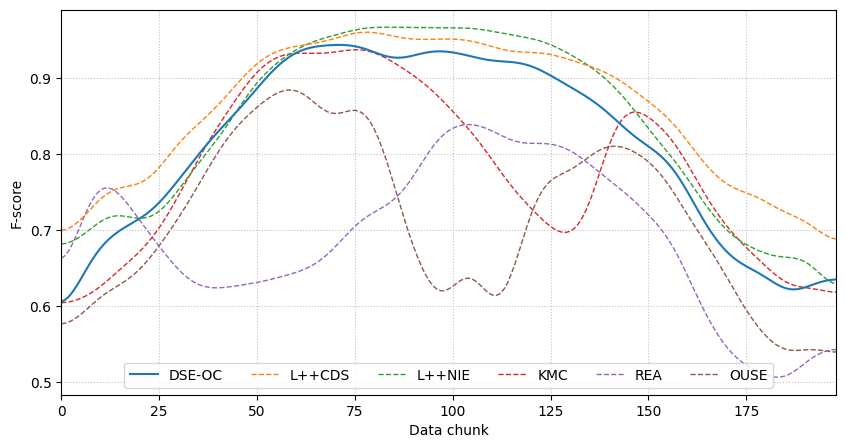 F-score
0.9
0.8
0.7
0.6
0.5
DSE-OC L++CDS L++NIE KMC REA OUSE
0 25 50 75 100 125 150 175
Data chunk